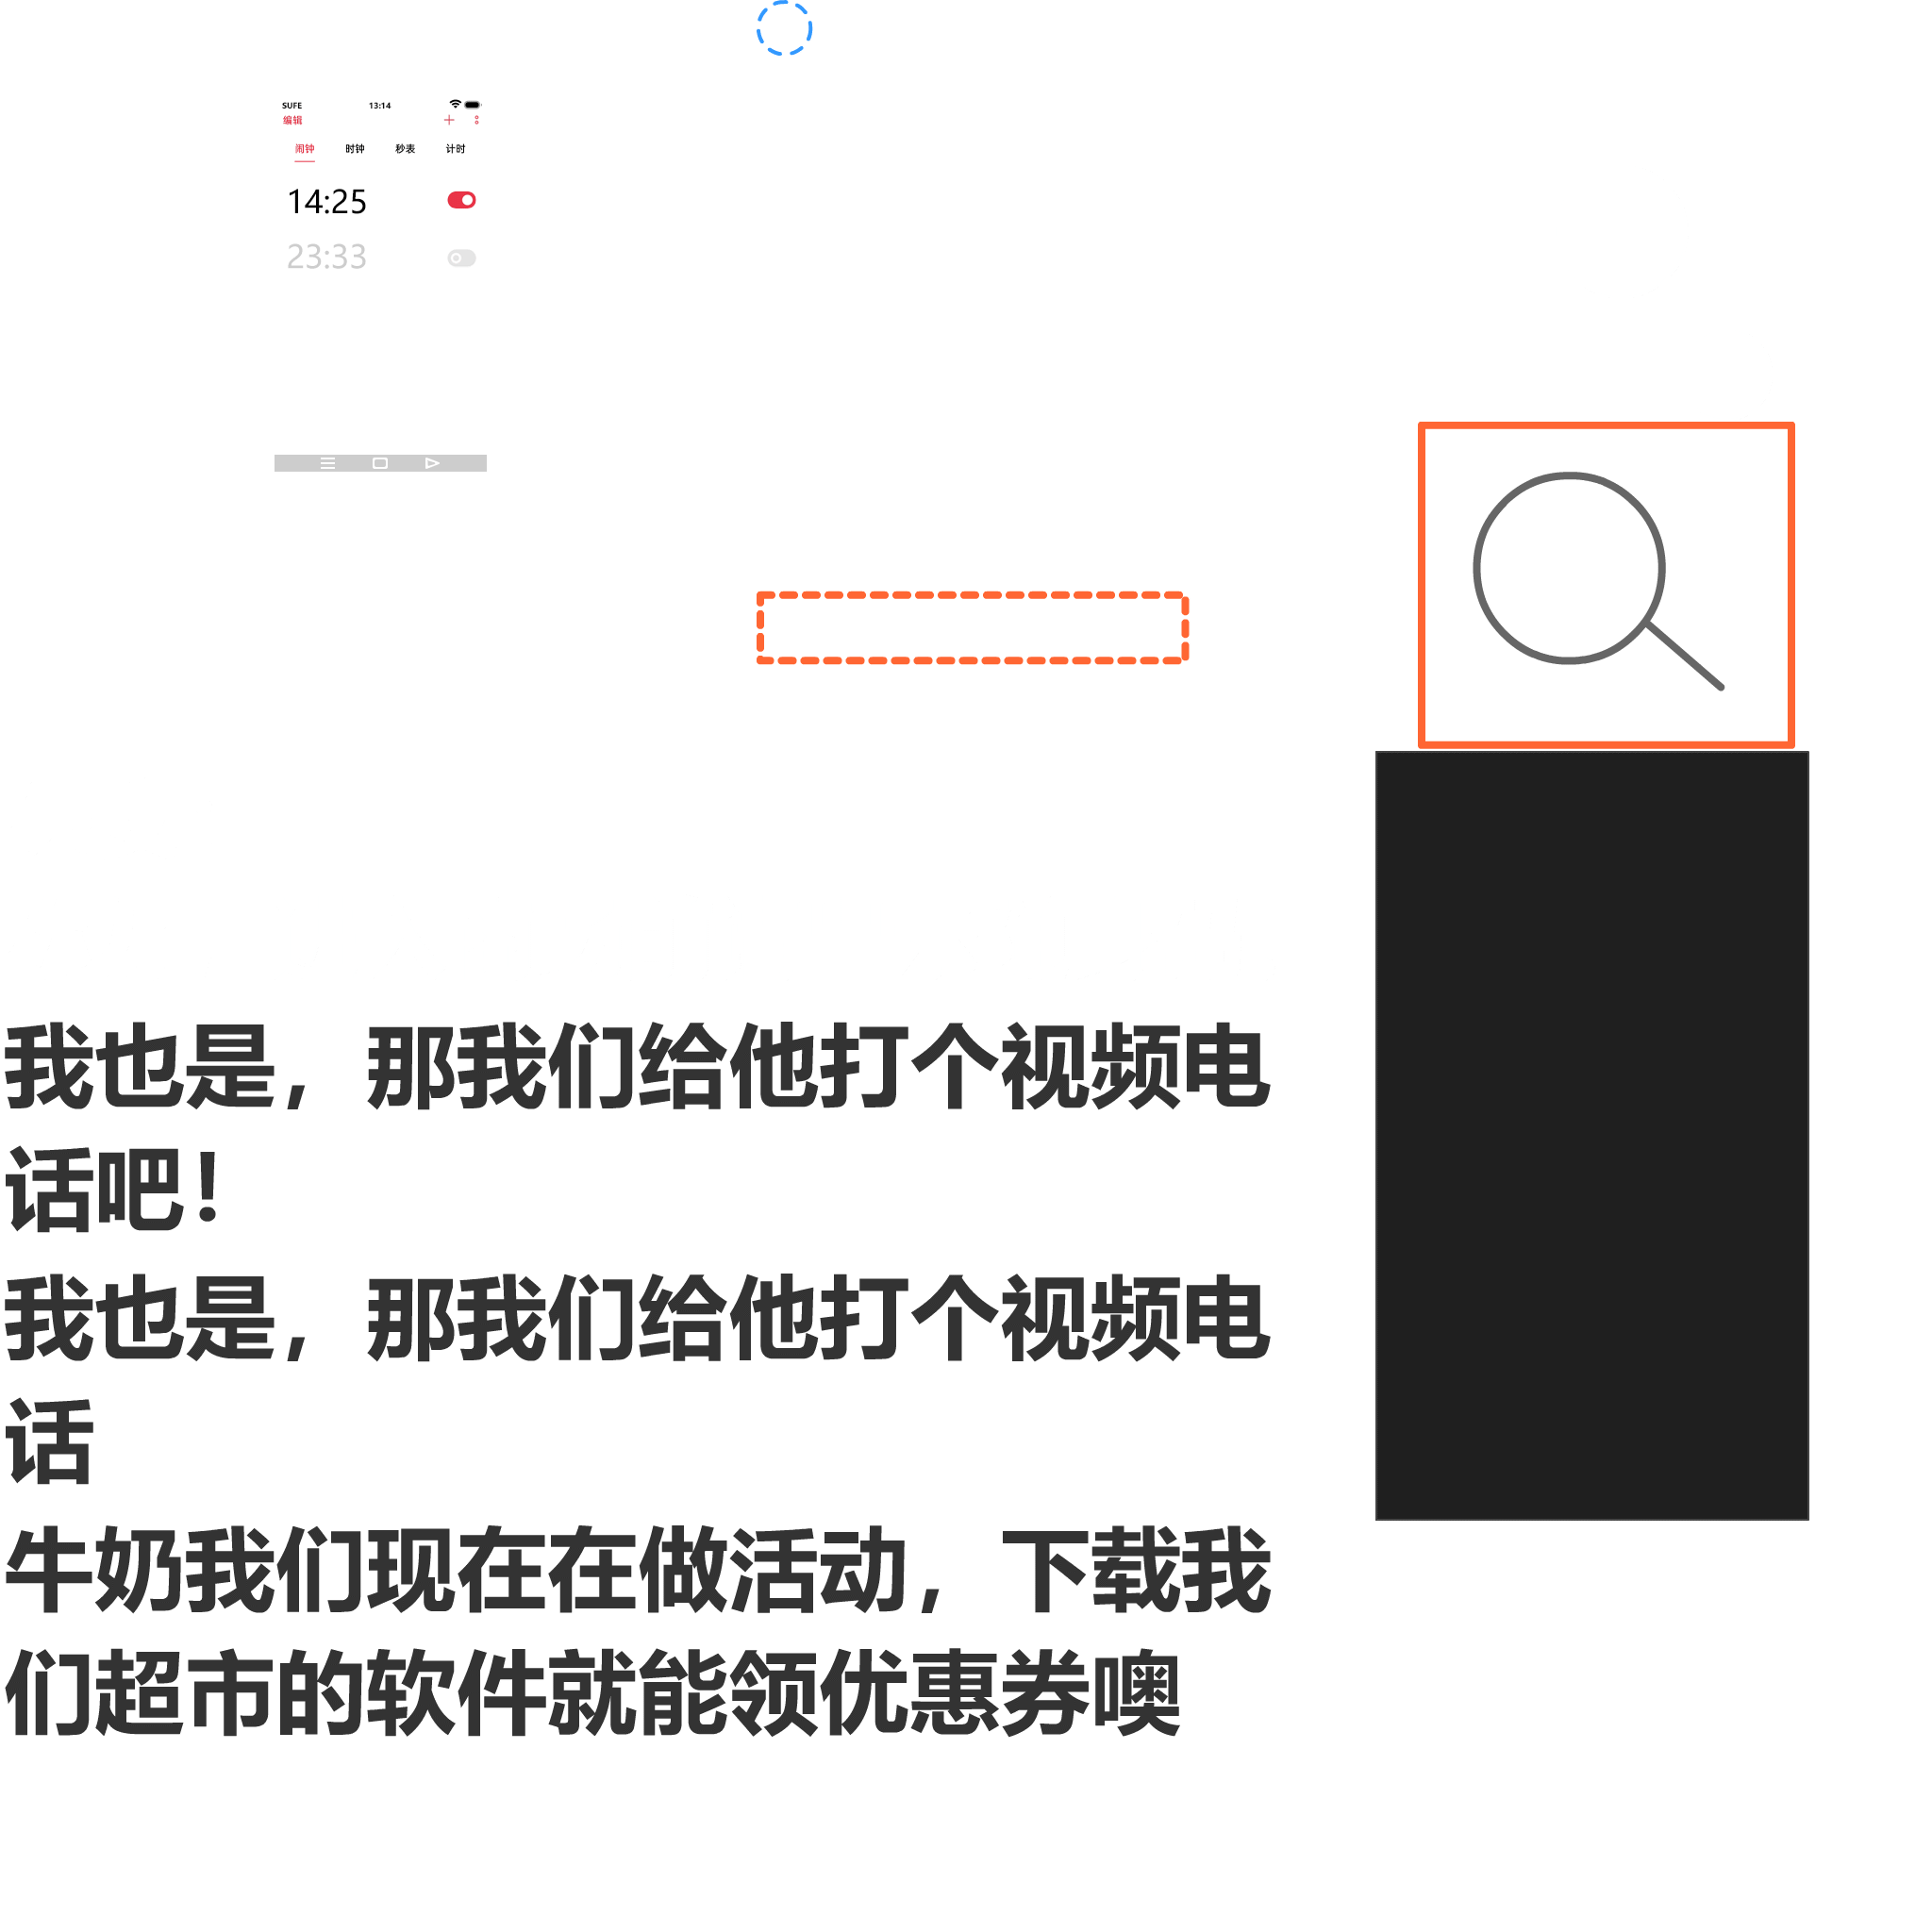 SUFE 13:14
编辑
闹钟 时钟 秒表 计时
14:25
23:33
我也是，那我们给他打个视频电
话吧！
我也是，那我们给他打个视频电
话
牛奶我们现在在做活动，下载我
们超市的软件就能领优惠券噢